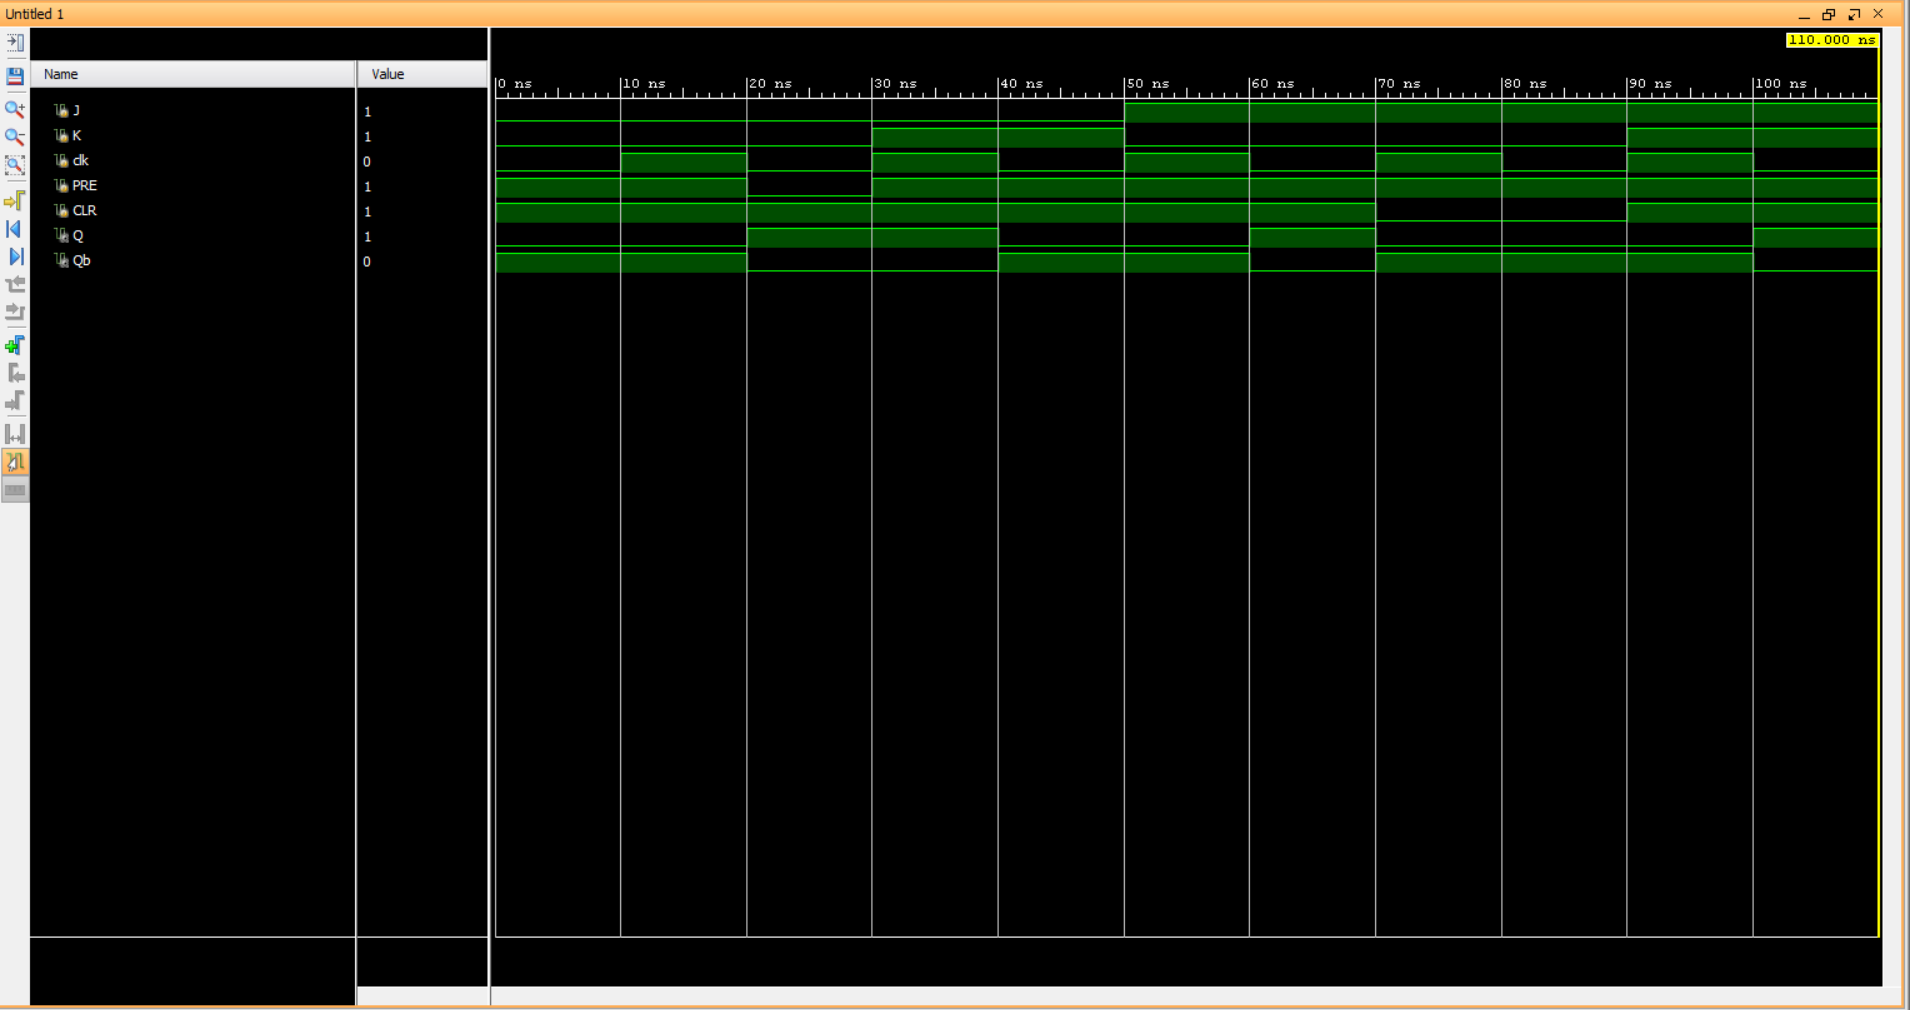 Untitled 1
110.000 ns
Name Value
0 ns 10 ns 20 ns 30 ns 40 ns 50 ns 60 ns 70 ns 80 ns 90 ns 100 ns
J 1
K 1
clk 0
PRE 1
CLR 1
Q 1
Qb 0